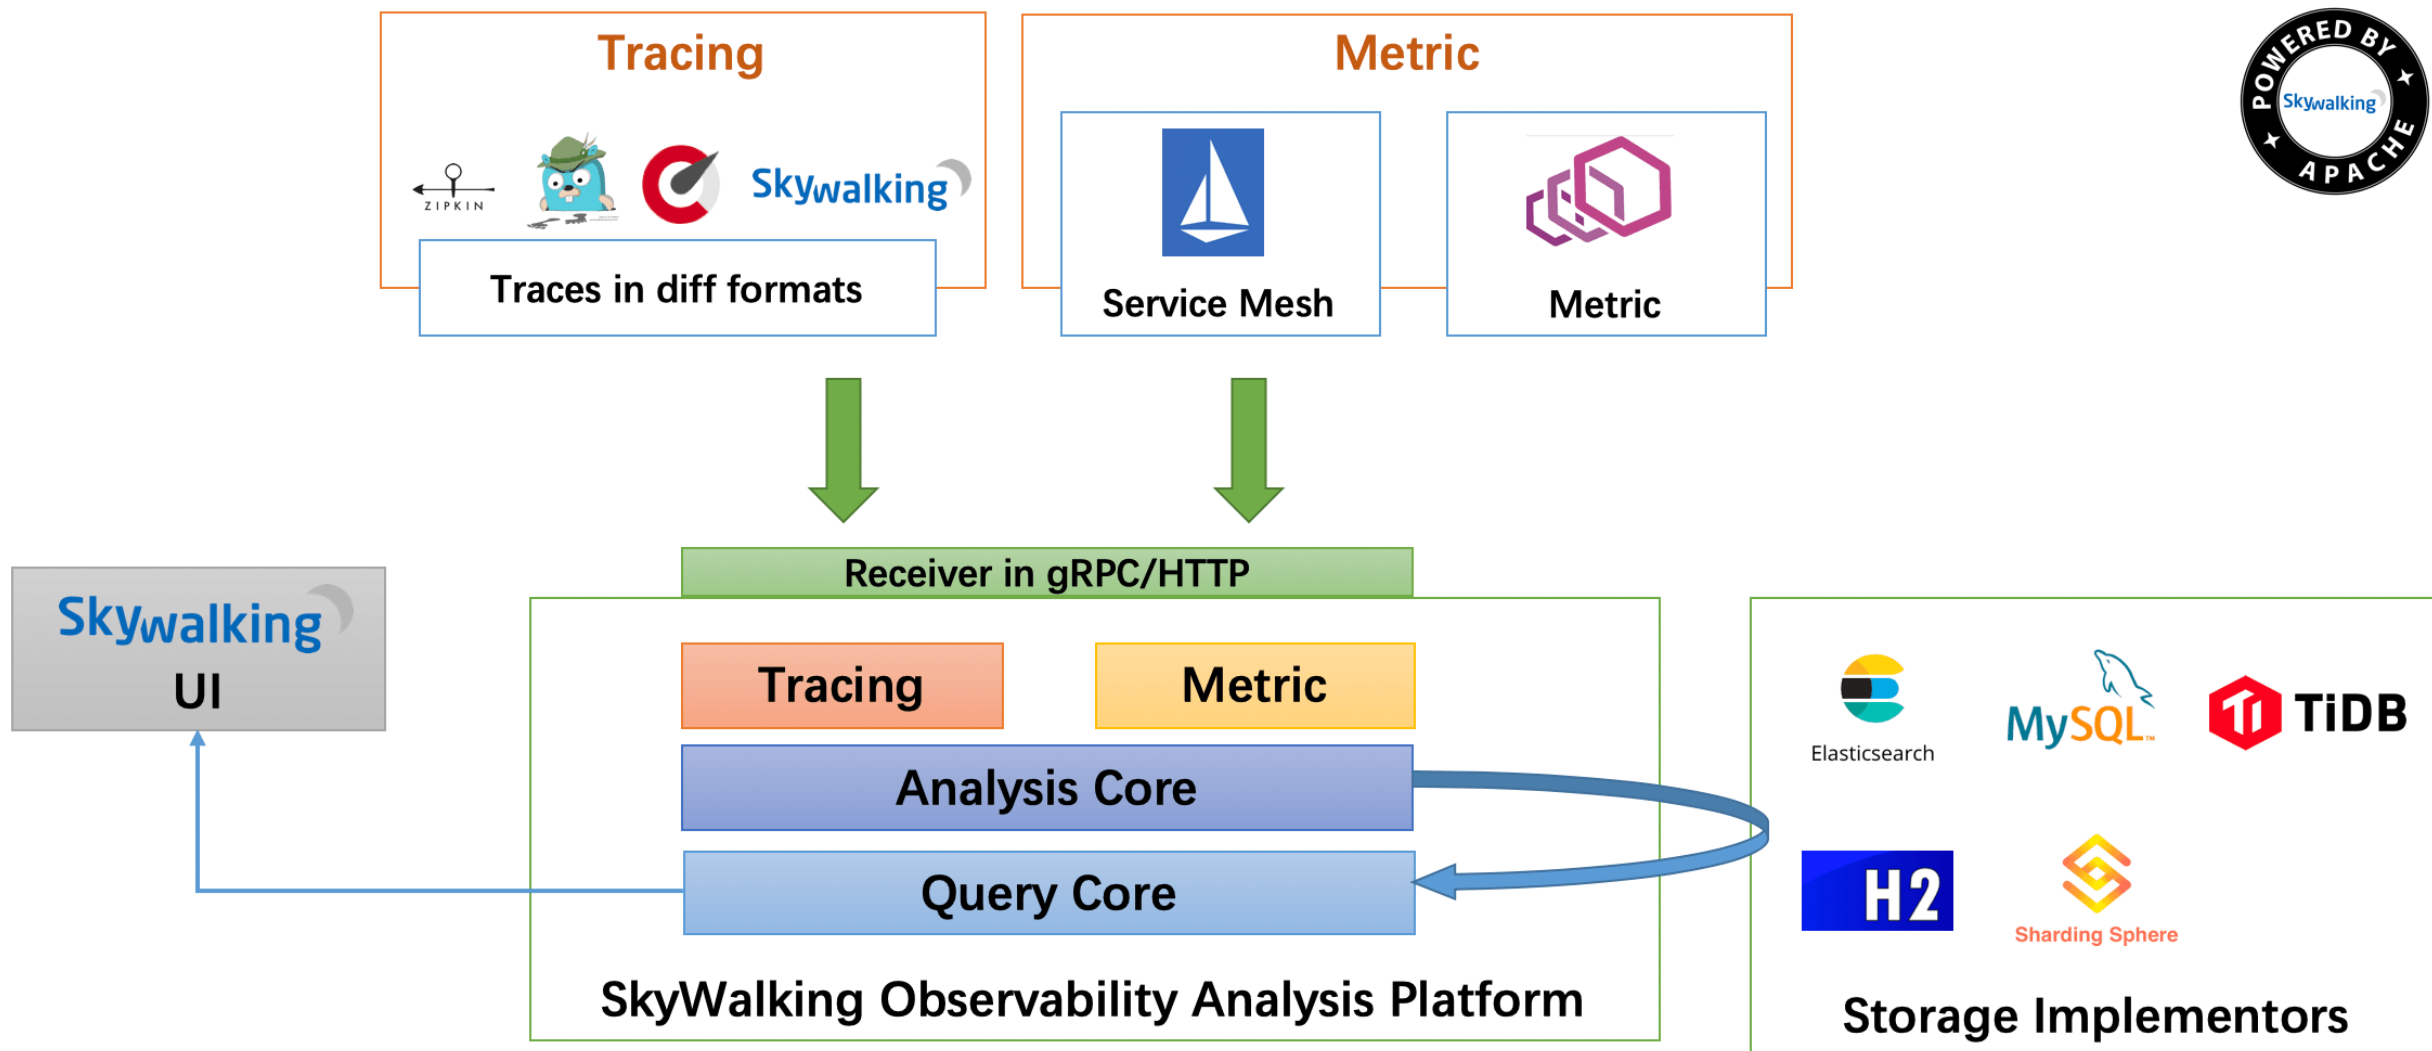 Tracing
Metric
POWERED BY
Skywalking
APACHE
ZIPKIN
Skywalking
Traces in diff formats
Service Mesh
Metric
Receiver in gRPC/HTTP
Skywalking
UI
Tracing
Metric
Analysis Core
Query Core
SkyWalking Observability Analysis Platform
Elasticsearch
MySQL™
TiDB
H2
Sharding Sphere
Storage Implementors